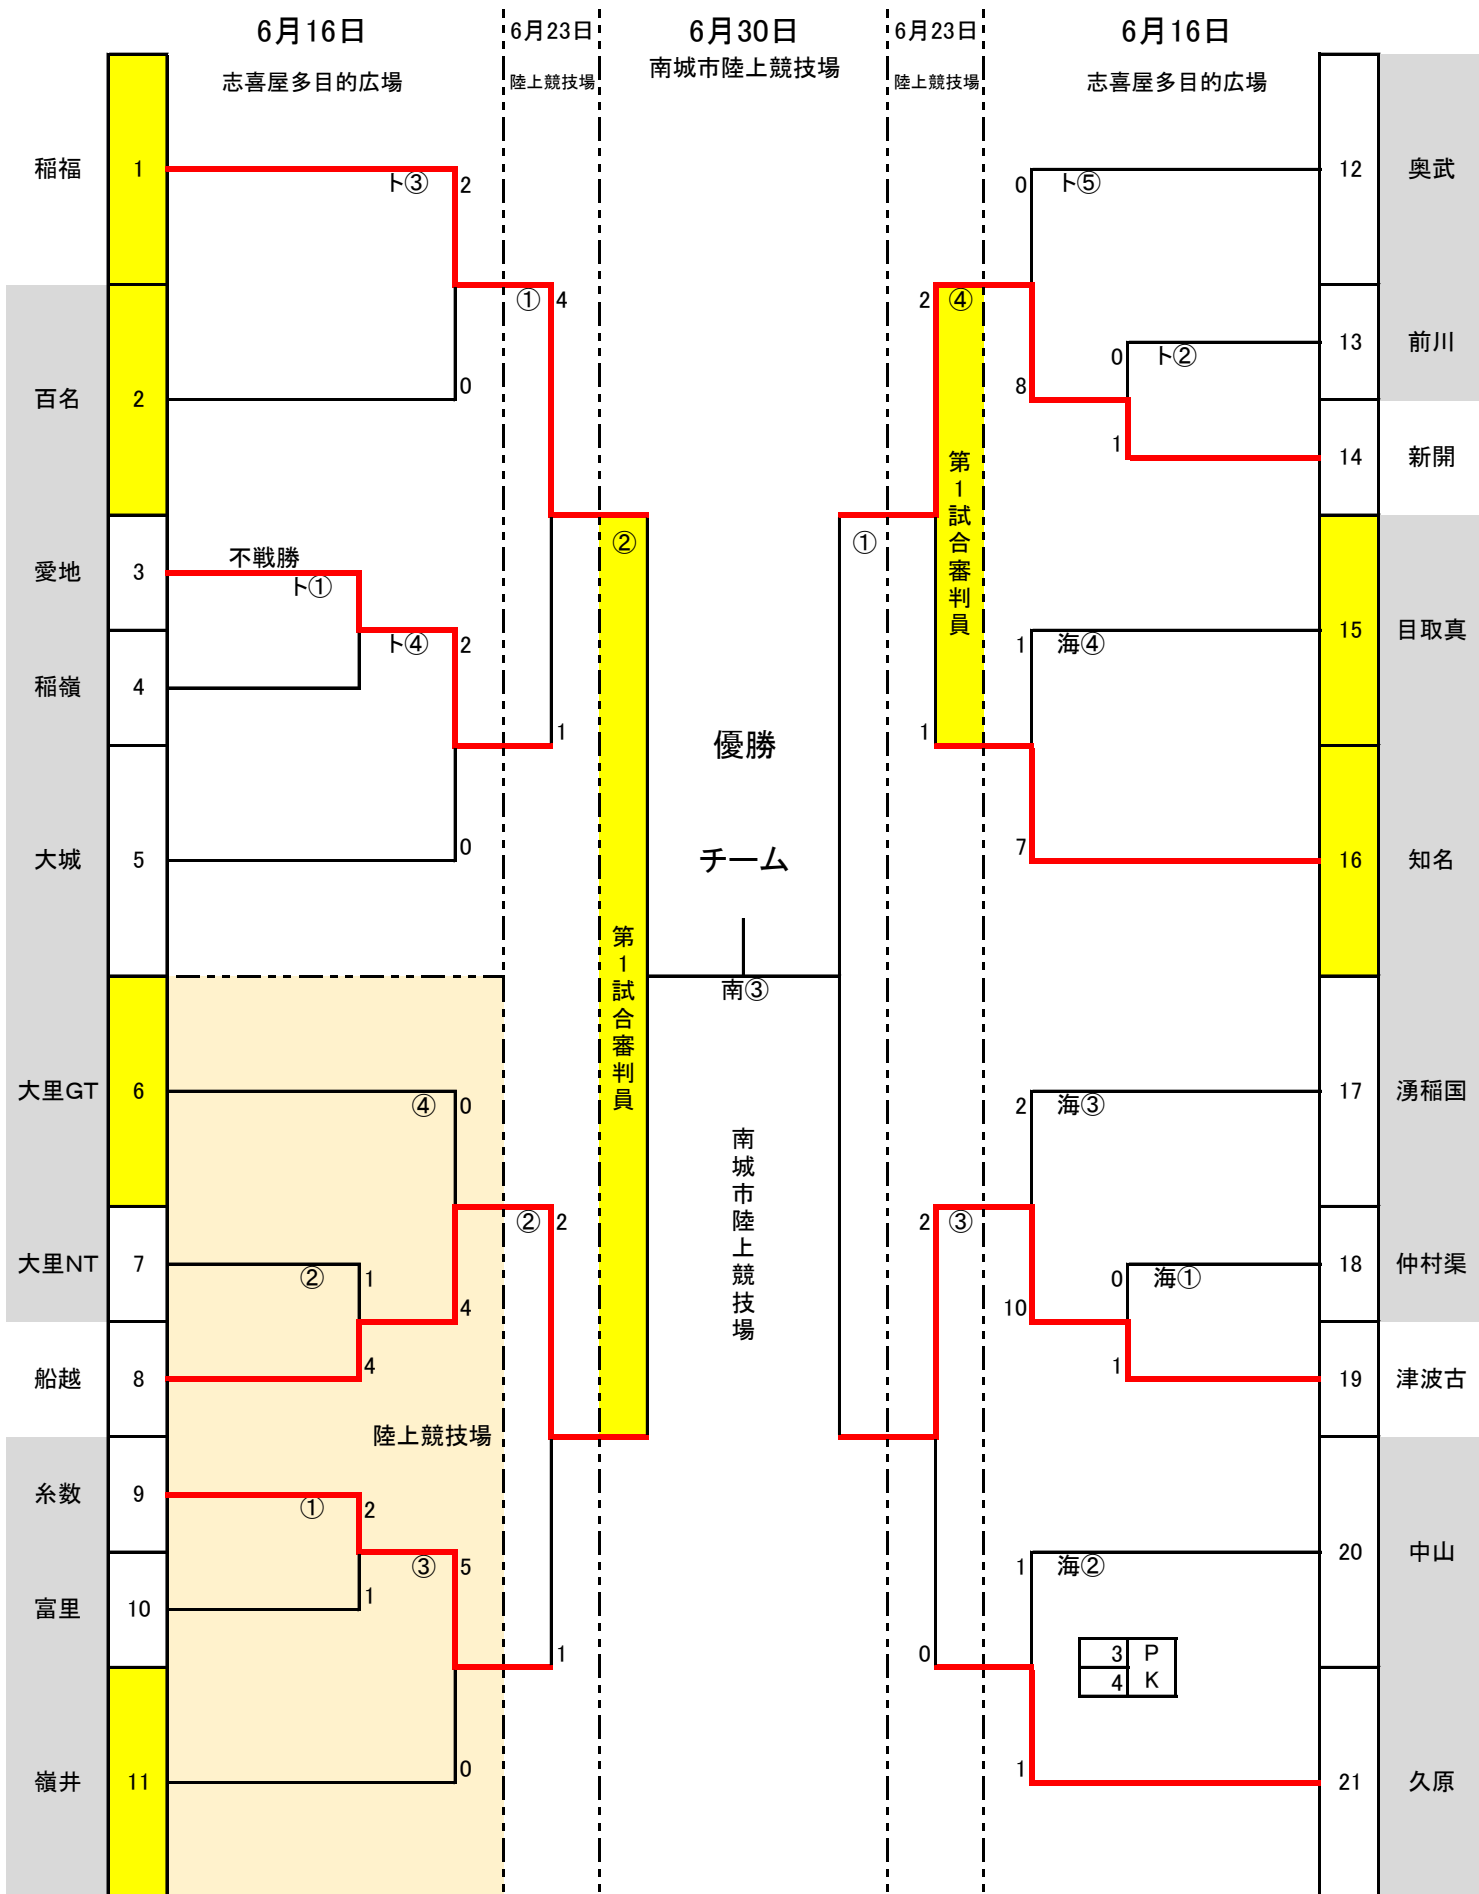 6月16日
6月23日
6月30日
6月23日
6月16日
志喜屋多目的広場
陸上競技場
南城市陸上競技場
陸上競技場
志喜屋多目的広場
稲福
1
ト③
2
百名
2
0
① 4
愛地
3
不戦勝
ト①
稲嶺
4
ト④
2
大城
5
0
1
大里GT
6
④ 0
大里NT
7
② 1
船越
8
4
4
② 2
陸上競技場
糸数
9
① 2
富里
10
1
③ 5
嶺井
11
0
1
②
第1試合審判員
優勝
チーム
南③
南城市陸上競技場
①
2 ④
第1試合審判員
1
2 ③
0
0
ト⑤
12
奥武
8
0
ト②
13
前川
1
14
新開
1
海④
15
目取真
7
16
知名
2
海③
17
湧稲国
10
0
海①
18
仲村渠
1
19
津波古
1
海②
20
中山
3 P
4 K
1
21
久原